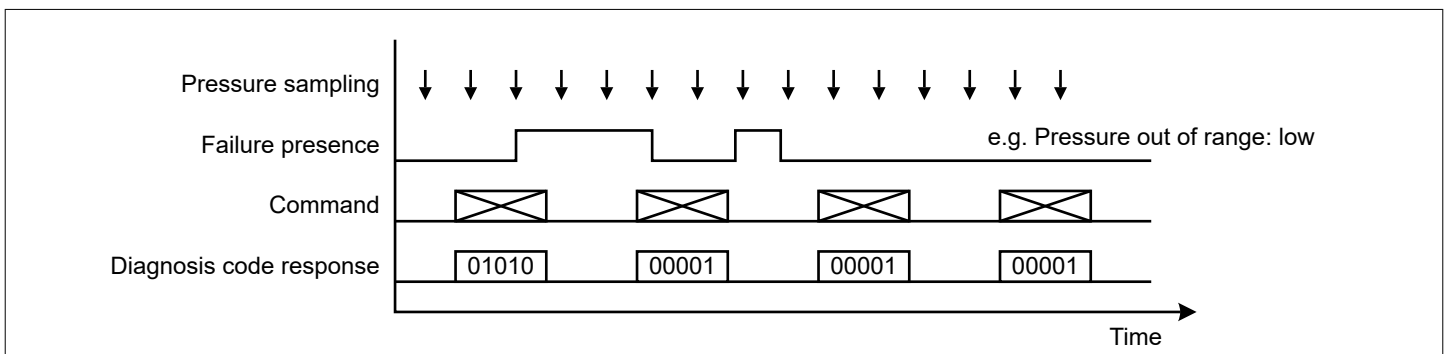 Pressure sampling
Failure presence
e.g. Pressure out of range: low
Command
Diagnosis code response
01010
00001
00001
00001
Time